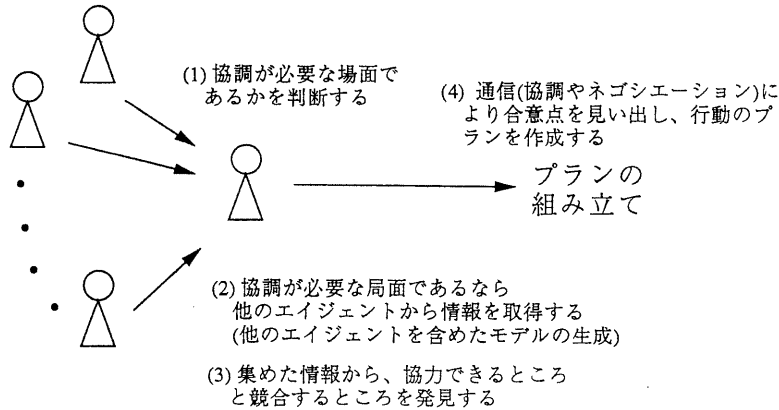 (1) 協調が必要な場面で
あるかを判断する
(4) 通信(協調やネゴシエーション)に
より合意点を見い出し、行動のプ
ランを作成する
プランの
組み立て
(2) 協調が必要な局面であるなら
他のエイジェントから情報を取得する
(他のエイジェントを含めたモデルの生成)
(3) 集めた情報から、協力できるところ
と競合するところを発見する